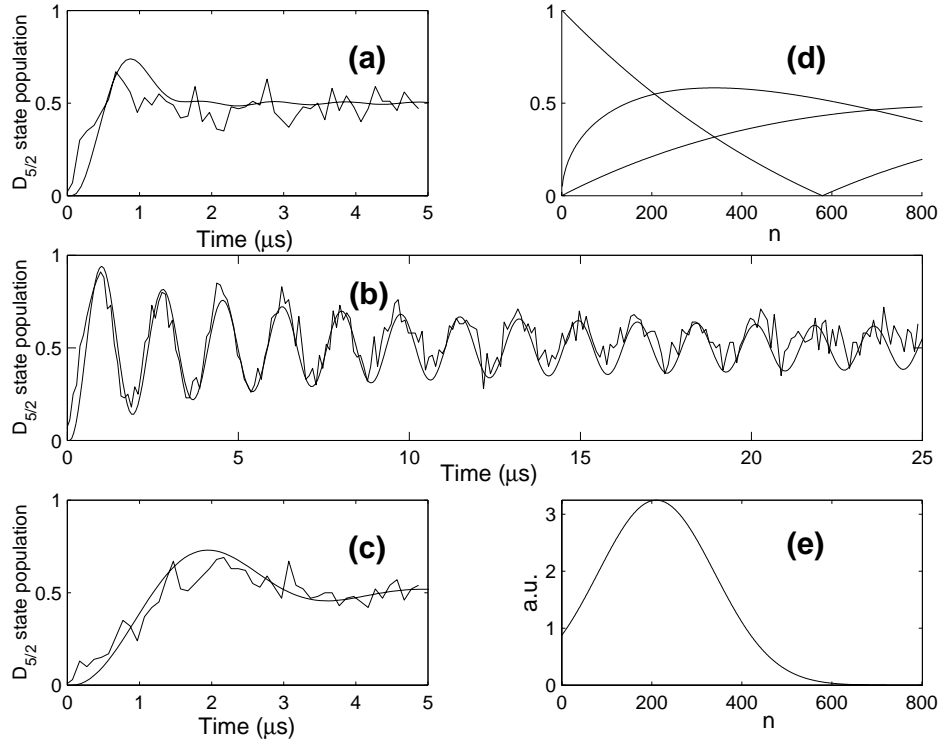 1
0.5
0
D5/2 state population
(a)
0 1 2 3 4 5
Time (μs)
1
0.5
0
(d)
0 200 400 600 800
n
1
0.5
0
D5/2 state population
(b)
0 5 10 15 20 25
Time (μs)
1
0.5
0
D5/2 state population
(c)
0 1 2 3 4 5
Time (μs)
3
2
1
0
a.u.
(e)
0 200 400 600 800
n